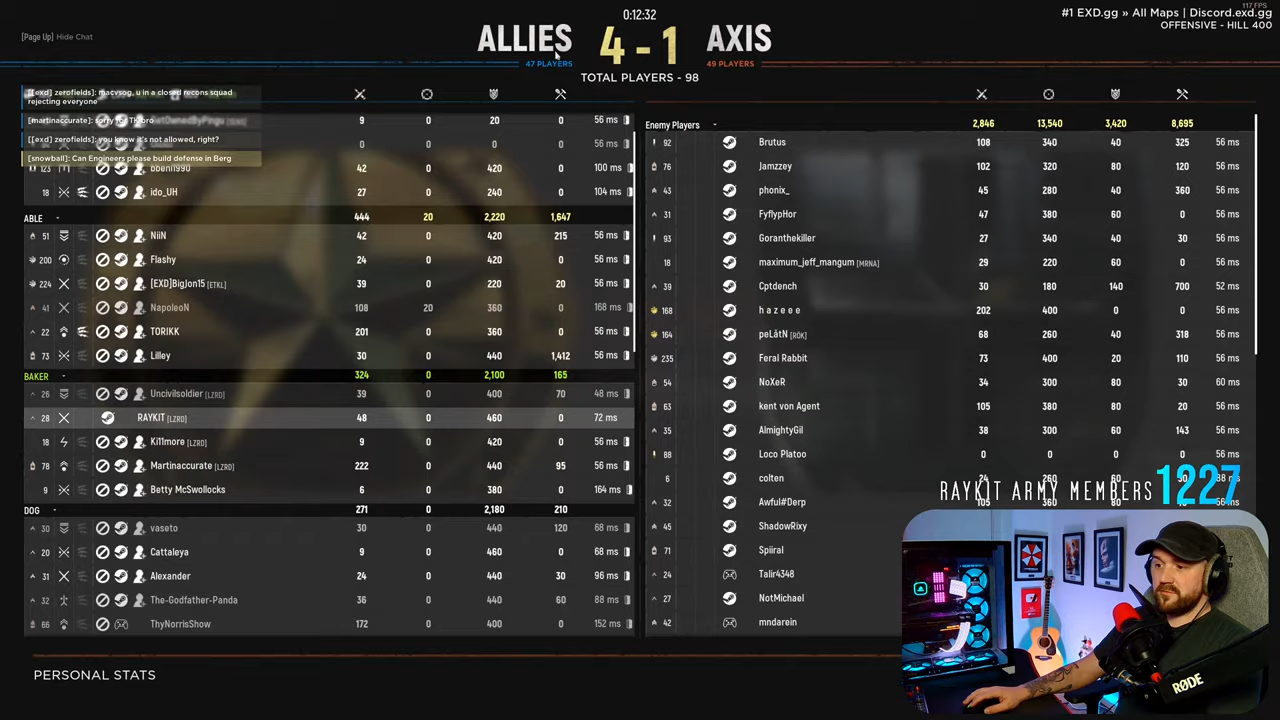 0:12:32
117 FPS
#1 EXD.gg » All Maps | Discord.exd.gg
OFFENSIVE - HILL 400
[Page Up] Hide Chat
ALLIES 4 - 1 AXIS
47 PLAYERS
49 PLAYERS
TOTAL PLAYERS - 98
[[exd] zerofields]: macvsog, u in a closed recons squad
rejecting everyone
[martinaccurate]: sorry
bro
GetOwnedByPingu 9 0 20 0 56 ms
[[exd] zerofields]: you know it's not allowed, right?
0 0 0 0 56 ms
[snowball]: Can Engineers please build defense in Berg
123 bben1990 42 0 420 0 100 ms
18 ido_UH 27 0 240 0 104 ms
ABLE - 444 20 2,220 1,647
51 NiiN 42 0 420 215 56 ms
200 Flashy 24 0 420 0 56 ms
224 [EXD]BigJon15 [ETKL] 39 0 220 20 56 ms
41 NapoleoN 108 20 360 0 168 ms
22 TORIKK 201 0 360 0 56 ms
73 Lilley 30 0 440 1,412 56 ms
BAKER - 324 0 2,100 165
26 Uncivilsoldier [LZRD] 39 0 400 70 48 ms
28 RAYKIT [LZRD] 48 0 460 0 72 ms
18 Ki11more [LZRD] 9 0 420 0 56 ms
78 Martinaccurate [LZRD] 222 0 440 95 56 ms
9 Betty McSwollocks 6 0 380 0 164 ms
DOG - 271 0 2,180 210
30 vaseto 30 0 440 120 68 ms
20 Cattaleya 9 0 460 0 68 ms
31 Alexander 24 0 440 30 96 ms
32 The-Godfather-Panda 36 0 440 60 88 ms
66 ThyNorrisShow 172 0 400 0 152 ms
PERSONAL STATS
Enemy Players - 2,846 13,540 3,420 8,695
92 Brutus 108 340 40 325 56 ms
76 Jamzzey 102 320 80 120 56 ms
43 phonix_ 45 280 40 360 56 ms
31 FyflypHor 47 380 60 0 56 ms
93 Goranthekiller 27 340 40 30 56 ms
18 maximum_jeff_mangum [MRNA] 29 220 60 0 56 ms
39 Cptdench 30 180 140 700 52 ms
168 h a z e e e 202 400 0 0 56 ms
164 peLâtN [RÖK] 68 260 40 318 56 ms
235 Feral Rabbit 73 400 20 110 56 ms
54 NoXeR 34 300 80 30 60 ms
63 kent von Agent 105 380 80 20 56 ms
35 AlmightyGil 38 300 60 143 56 ms
88 Loco Platoo 0 0 0 0 56 ms
6 colten 24 260 60
32 Awful#Derp 105 360 80 56 ms
45 ShadowRixy
71 Spiiral
24 Talir4348
27 NotMichael
42 mndarein
RAYKIT ARMY MEMBERS 1227
RØDE